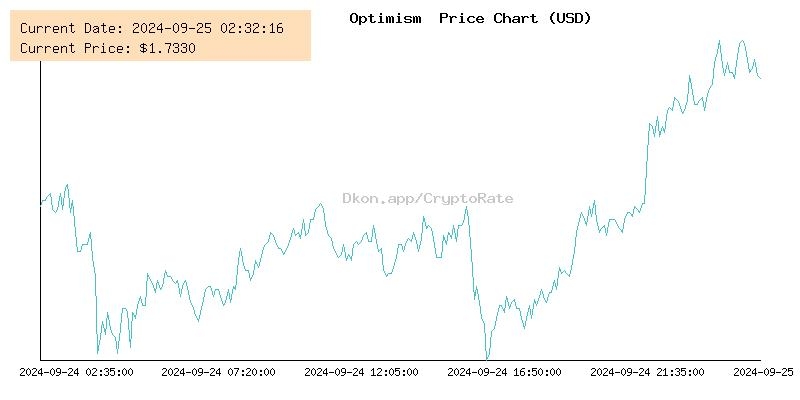 Optimism  Price Chart (USD)
Current Date: 2024-09-25 02:32:16
Current Price: $1.7330
Dkon.app/CryptoRate
2024-09-24 02:35:00 2024-09-24 07:20:00 2024-09-24 12:05:00 2024-09-24 16:50:00 2024-09-24 21:35:00 2024-09-25